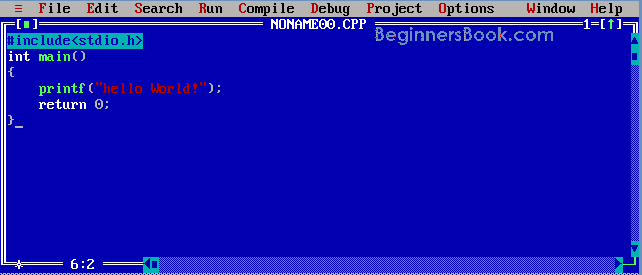 ≡ File Edit Search Run Compile Debug Project Options Window Help
[■] NONAME00.CPP 1=[↑]
BeginnersBook.com
#include<stdio.h>
int main()
{
printf("hello World!");
return 0;
}_
6:2